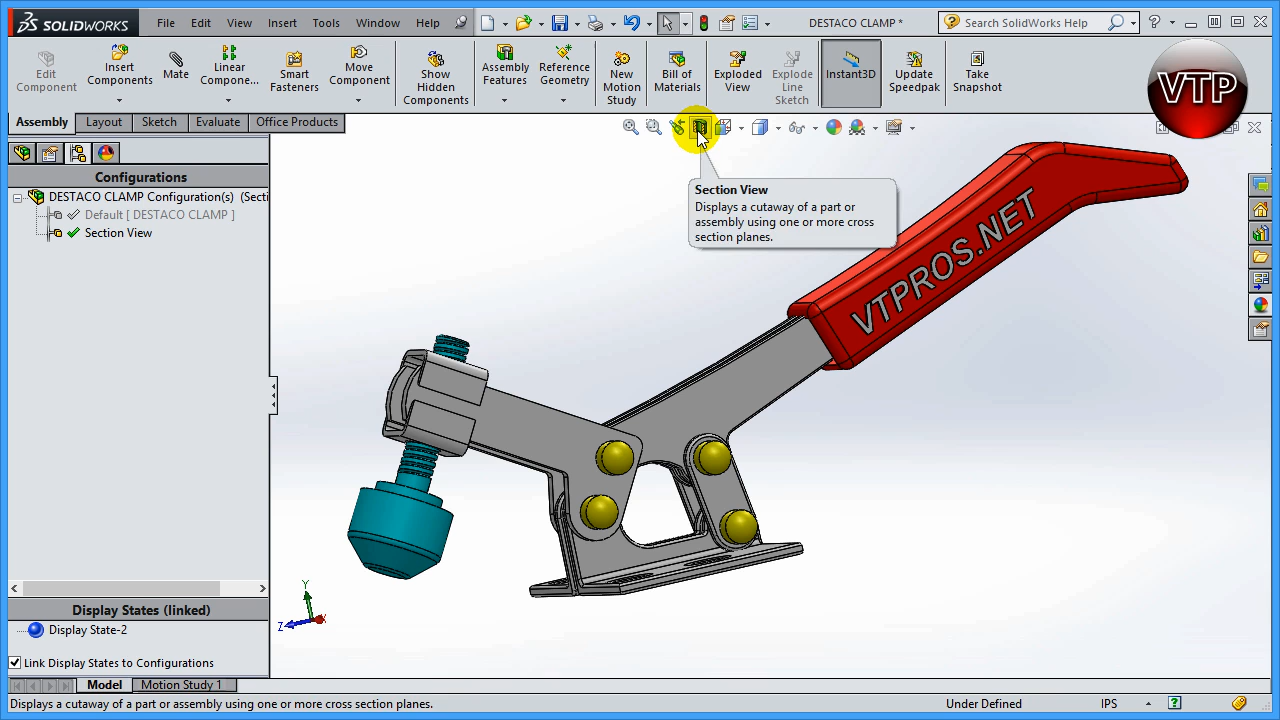 SOLIDWORKS
File Edit View Insert Tools Window Help
DESTACO CLAMP *
Search SolidWorks Help
Edit Component
Insert Components
Mate
Linear Compone...
Smart Fasteners
Move Component
Show Hidden Components
Assembly Features
Reference Geometry
New Motion Study
Bill of Materials
Exploded View
Explode Line Sketch
Instant3D
Update Speedpak
Take Snapshot
VTP
Assembly Layout Sketch Evaluate Office Products
Configurations
DESTACO CLAMP Configuration(s) (Secti
Default [ DESTACO CLAMP ]
Section View
Section View
Displays a cutaway of a part or
assembly using one or more cross
section planes.
VTPROS.NET
Y
Z
X
Display States (linked)
Display State-2
Link Display States to Configurations
Model Motion Study 1
Displays a cutaway of a part or assembly using one or more cross section planes.
Under Defined
IPS